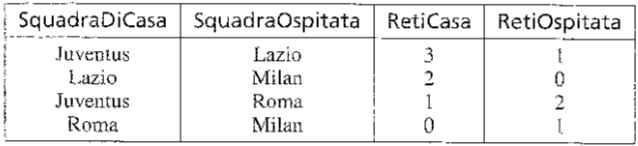 SquadraDiCasa SquadraOspitata RetiCasa RetiOspitata
Juventus Lazio 3 1
Lazio Milan 2 0
Juventus Roma 1 2
Roma Milan 0 1